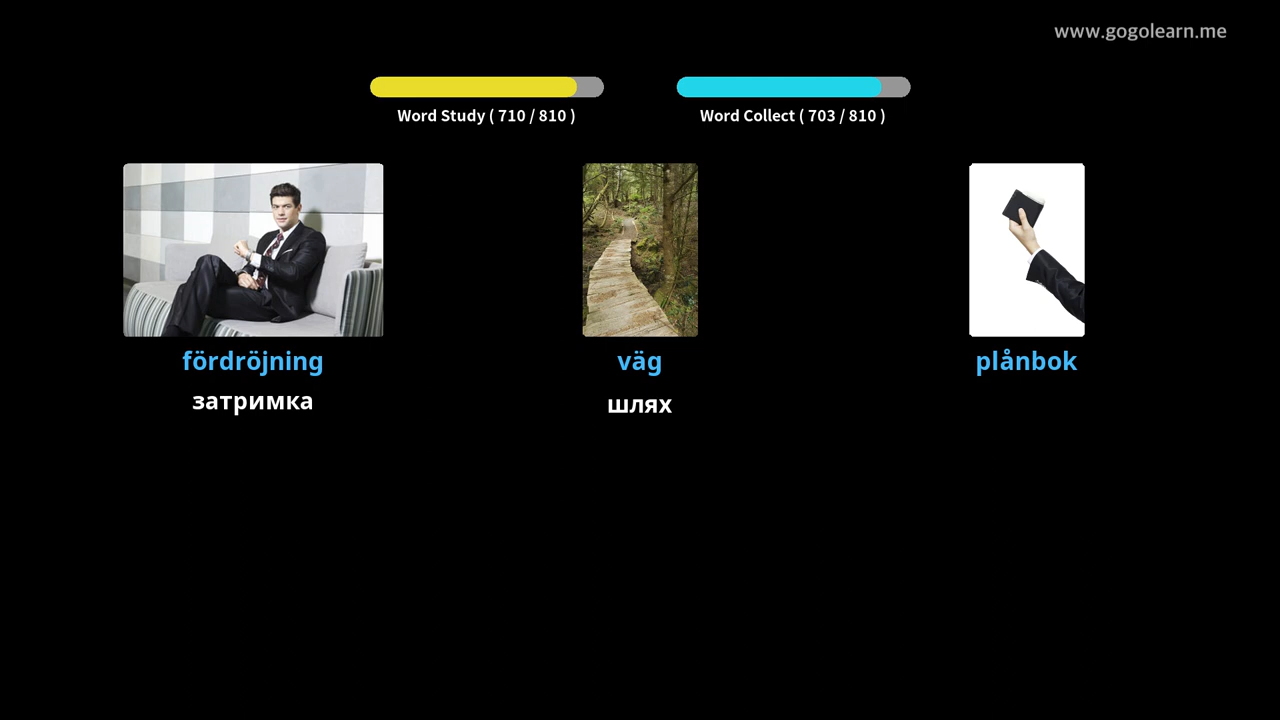 www.gogolearn.me
Word Study ( 710 / 810 )
Word Collect ( 703 / 810 )
fördröjning
väg
plånbok
затримка
шлях